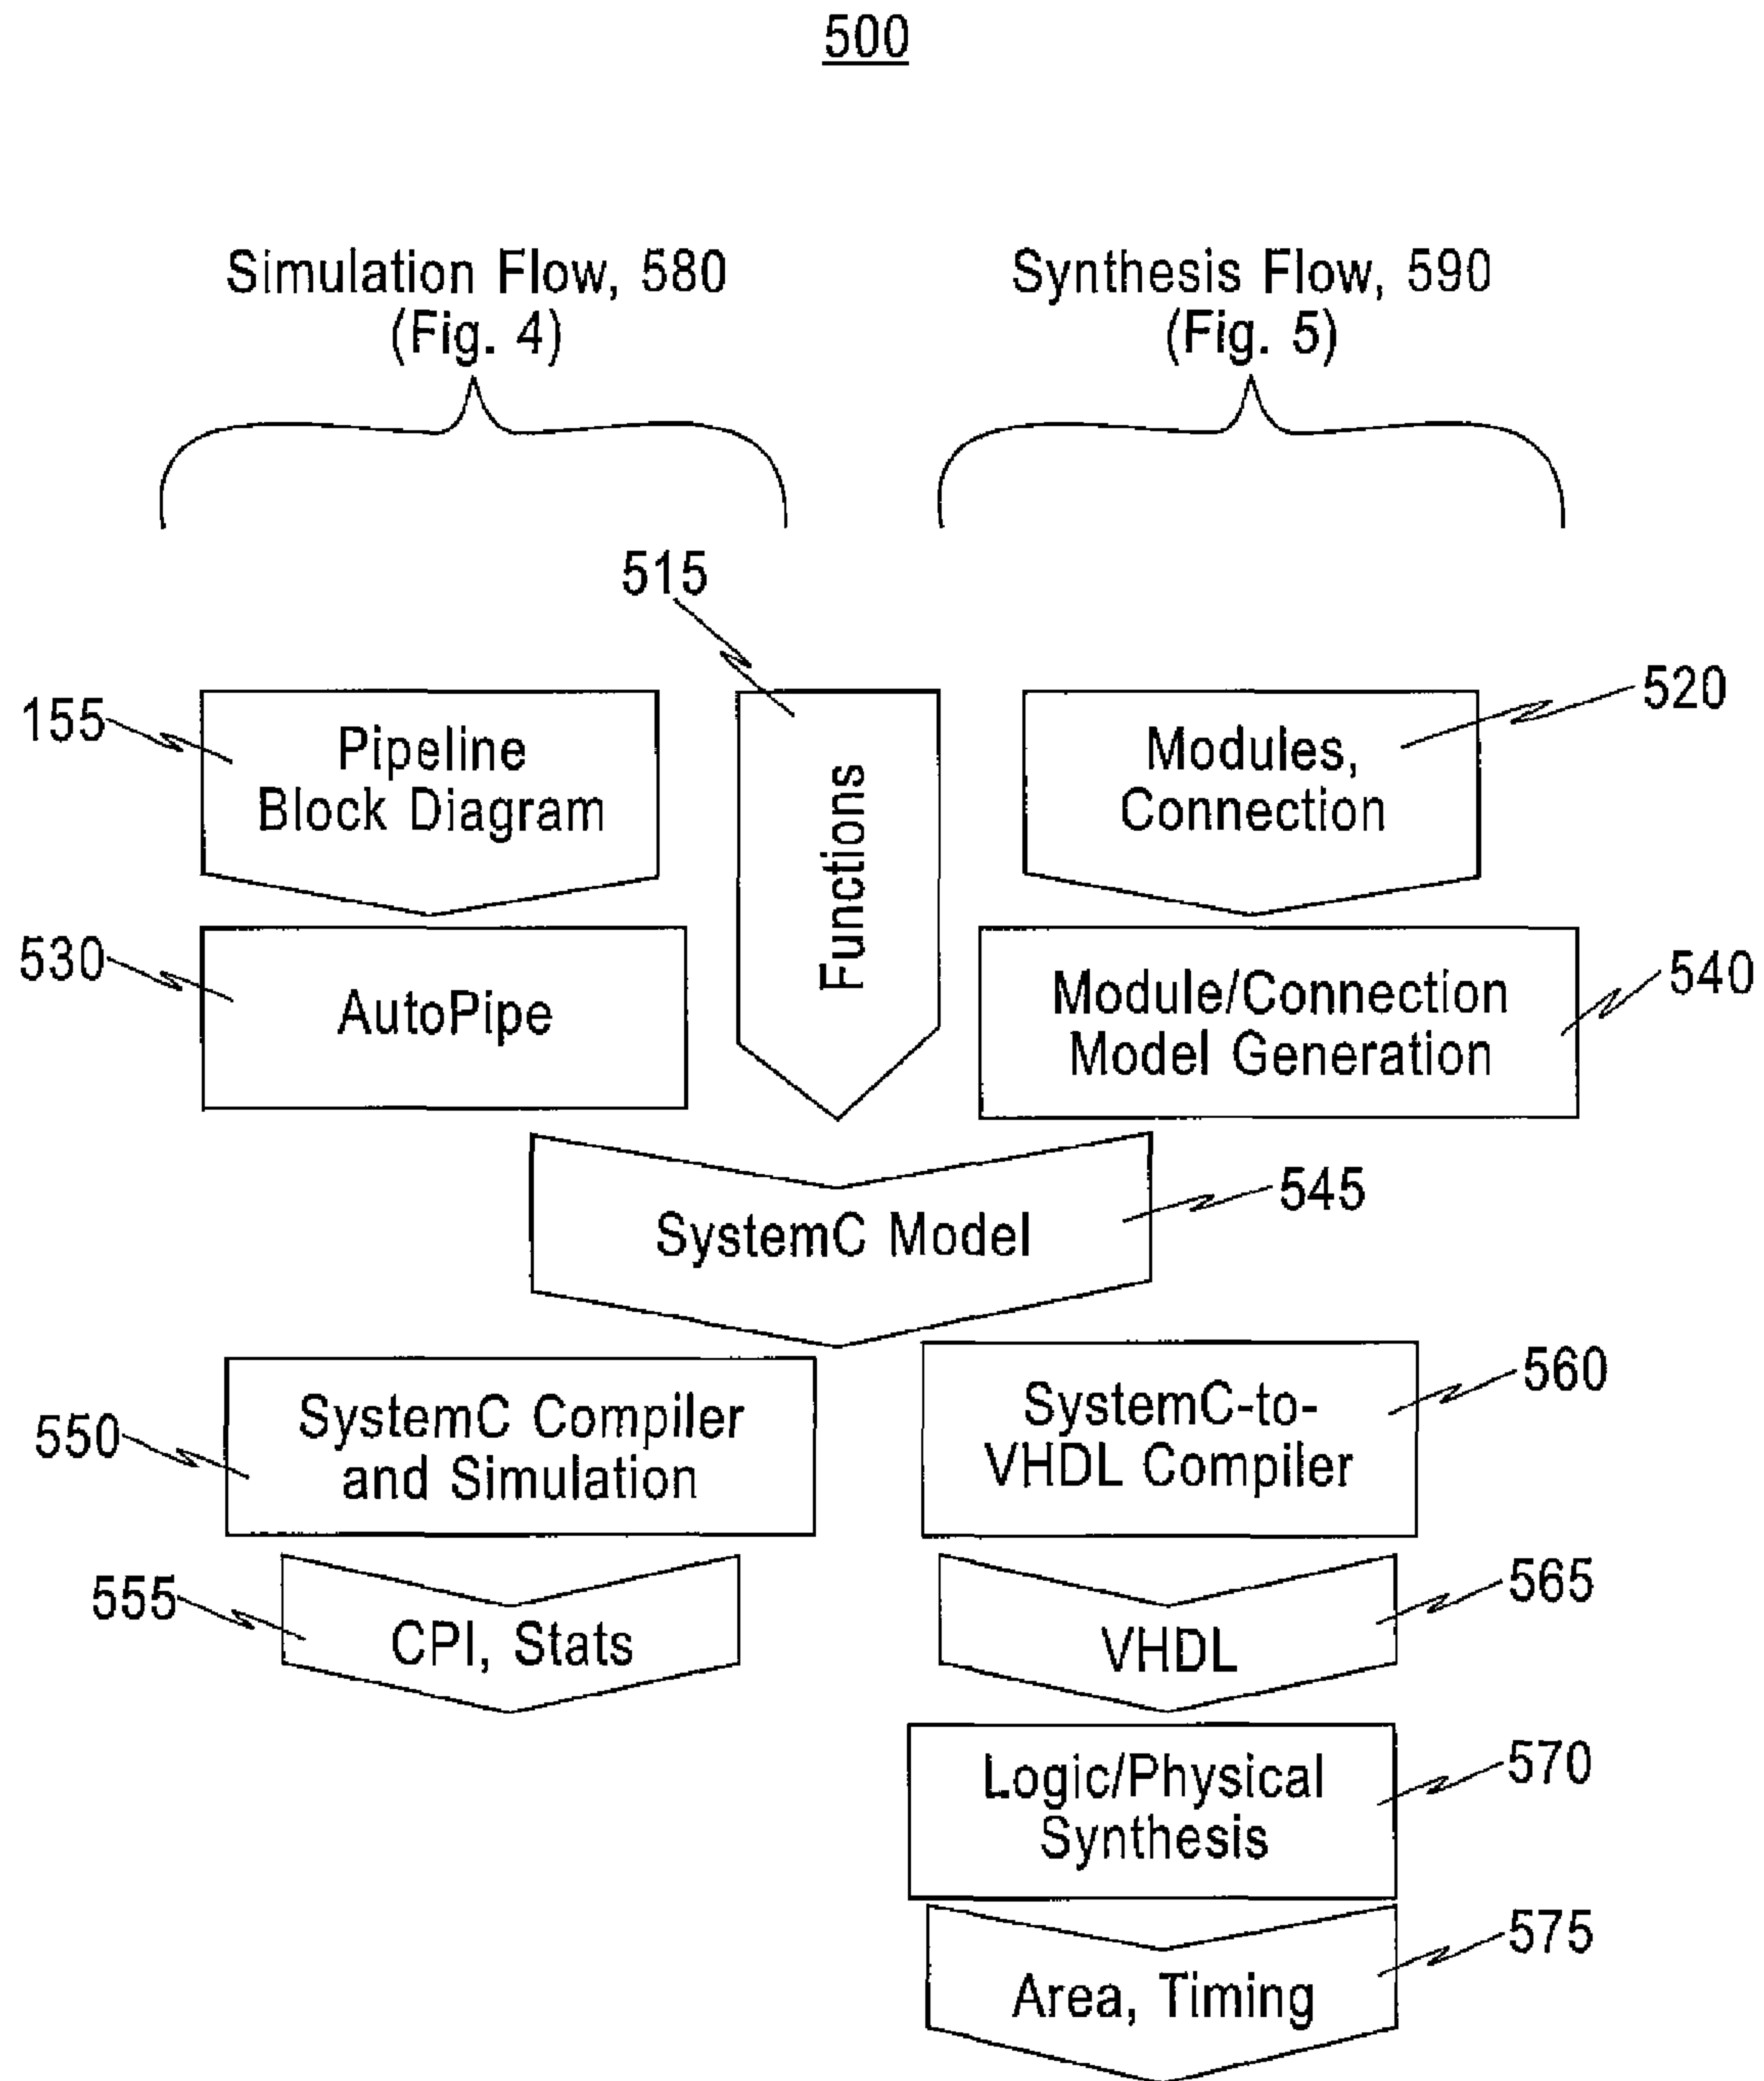 500
Simulation Flow, 580
(Fig. 4)
Synthesis Flow, 590
(Fig. 5)
515
155
Pipeline
Block Diagram
Functions
Modules,
Connection
520
530
AutoPipe
Module/Connection
Model Generation
540
SystemC Model
545
550
SystemC Compiler
and Simulation
SystemC-to-
VHDL Compiler
560
555
CPI, Stats
VHDL
565
Logic/Physical
Synthesis
570
Area, Timing
575